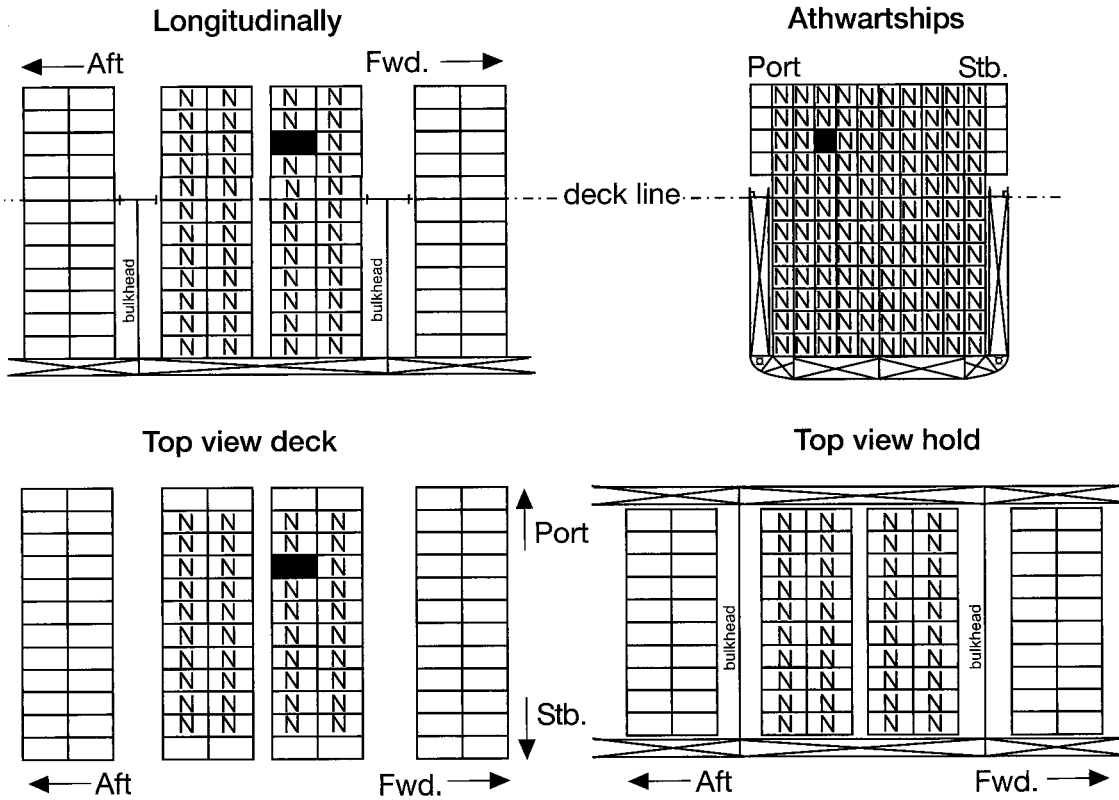 Longitudinally
Aft
Fwd.
N N N N
N N N N
N N N
N N N N
N N N N
N N N N
N N N N
N N N N
N N N N
N N N N
N N N N
N N N N
bulkhead
bulkhead
deck line
Athwartships
Port
Stb.
N N N N N N N N N N
N N N N N N N N N N
N N N N N N N N N
N N N N N N N N N N
N N N N N N N N N N
N N N N N N N N N N
N N N N N N N N N N
N N N N N N N N N N
N N N N N N N N N N
N N N N N N N N N N
N N N N N N N N N N
N N N N N N N N N N
Top view deck
N N N N
N N N N
N N N
N N N N
N N N N
N N N N
N N N N
N N N N
N N N N
N N N N
Port
Stb.
Aft
Fwd.
Top view hold
N N N N
N N N N
N N N N
N N N N
N N N N
N N N N
N N N N
N N N N
N N N N
N N N N
bulkhead
bulkhead
Aft
Fwd.